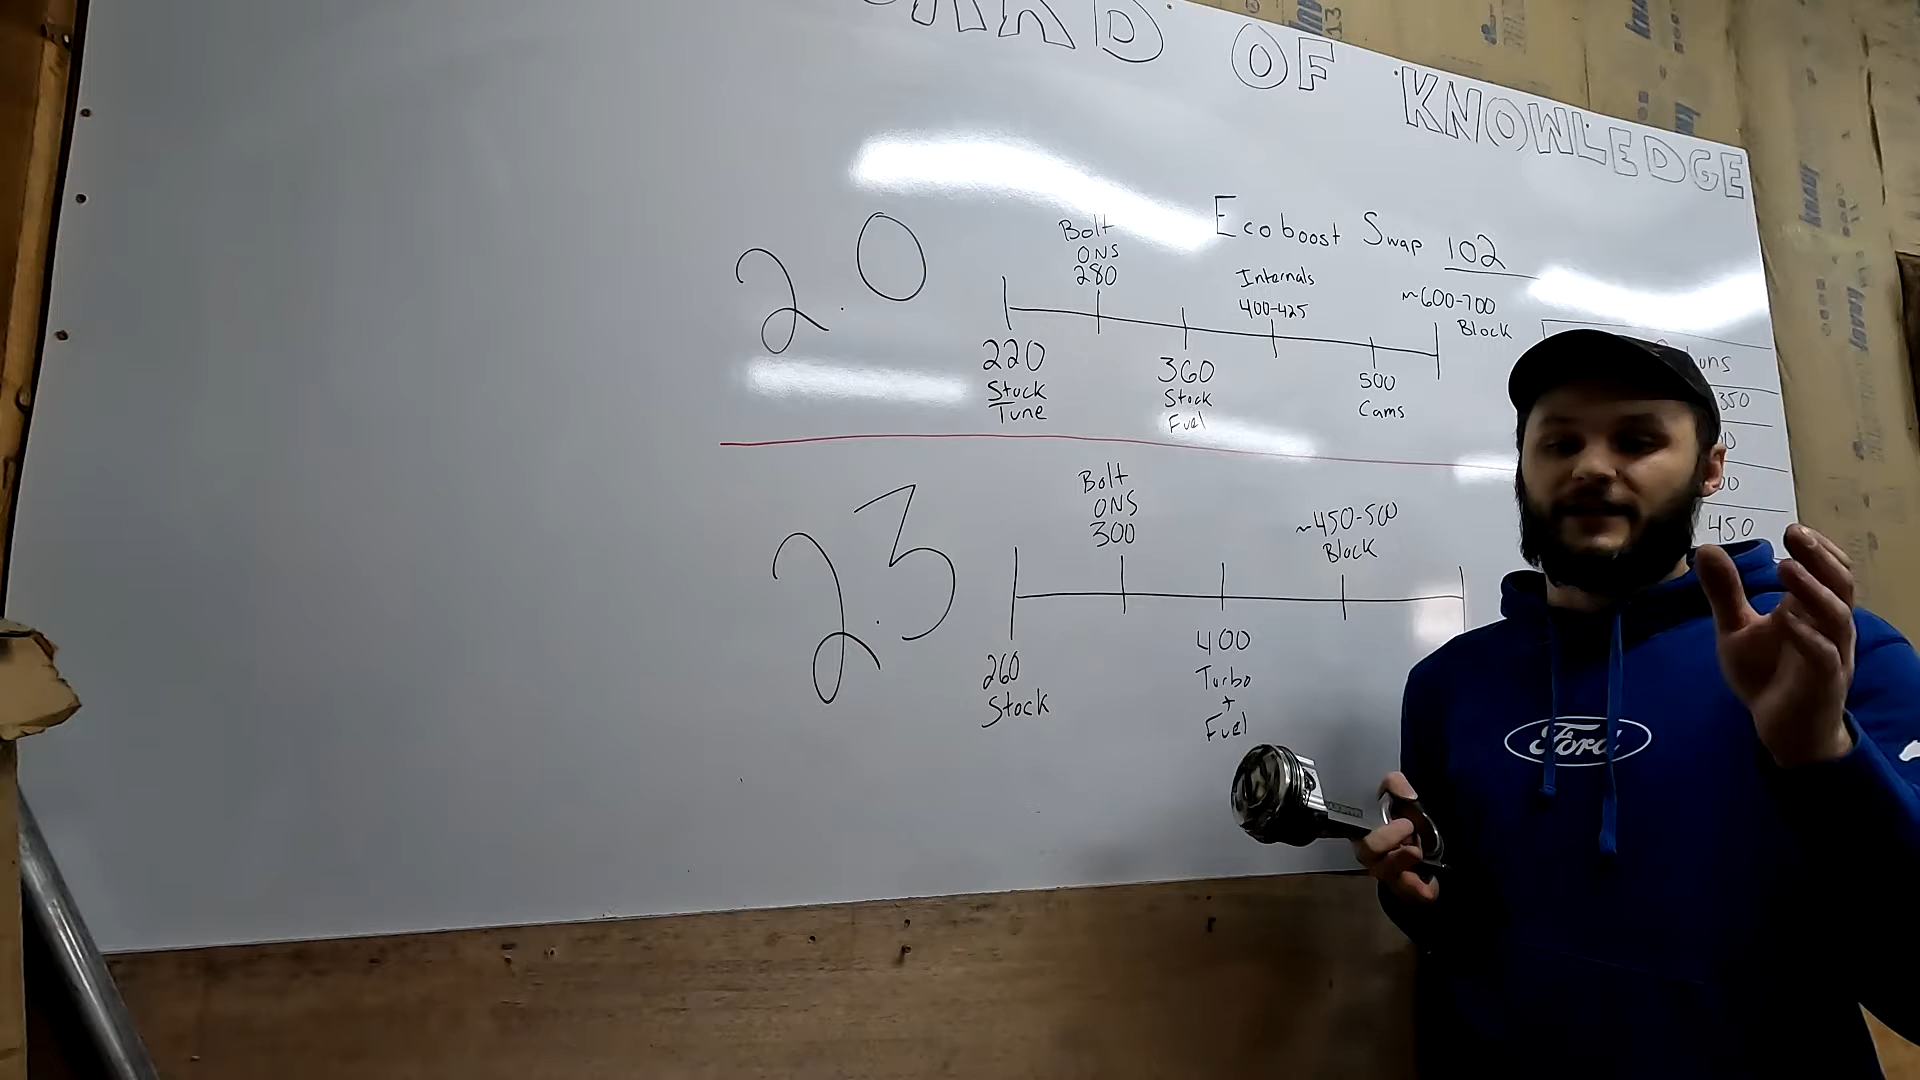 OF KNOWLEDGE
Ecoboost Swap 102
2.0
Bolt
ONS
280
Internals
400-425
~600-700
Block
220
Stock
Tune
360
Stock
Fuel
500
Cams
350
450
2.3
Bolt
ONS
300
~450-500
Block
260
Stock
400
Turbo
+
Fuel
Ford